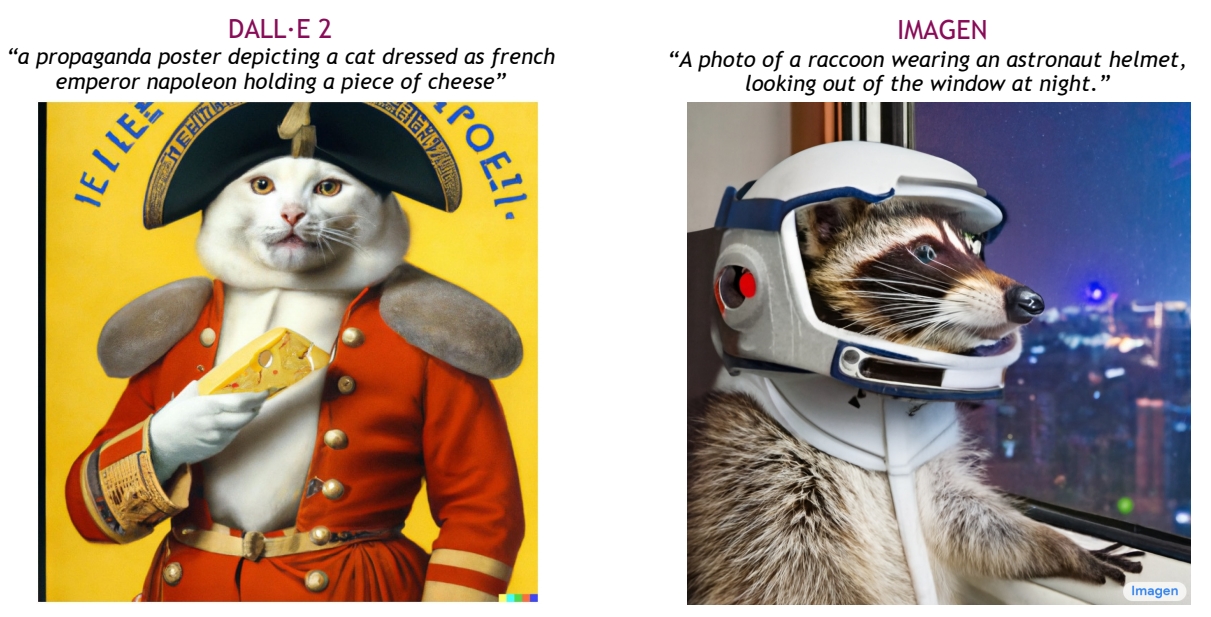 DALL·E 2
“a propaganda poster depicting a cat dressed as french
emperor napoleon holding a piece of cheese”
IMAGEN
“A photo of a raccoon wearing an astronaut helmet,
looking out of the window at night.”
Imagen